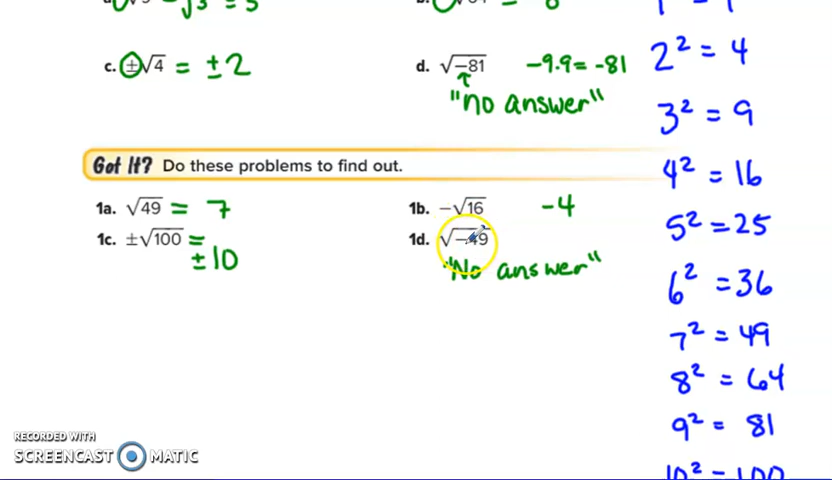 c. ±√4 = ±2
d. √-81 -9.9 = -81
"no answer"
Got It? Do these problems to find out.
1a. √49 = 7
1b. -√16 -4
1c. ±√100 =
±10
1d. √-49
"No answer"
2² = 4
3² = 9
4² = 16
5² = 25
6² = 36
7² = 49
8² = 64
9² = 81
10² = 100
RECORDED WITH
SCREENCAST MATIC